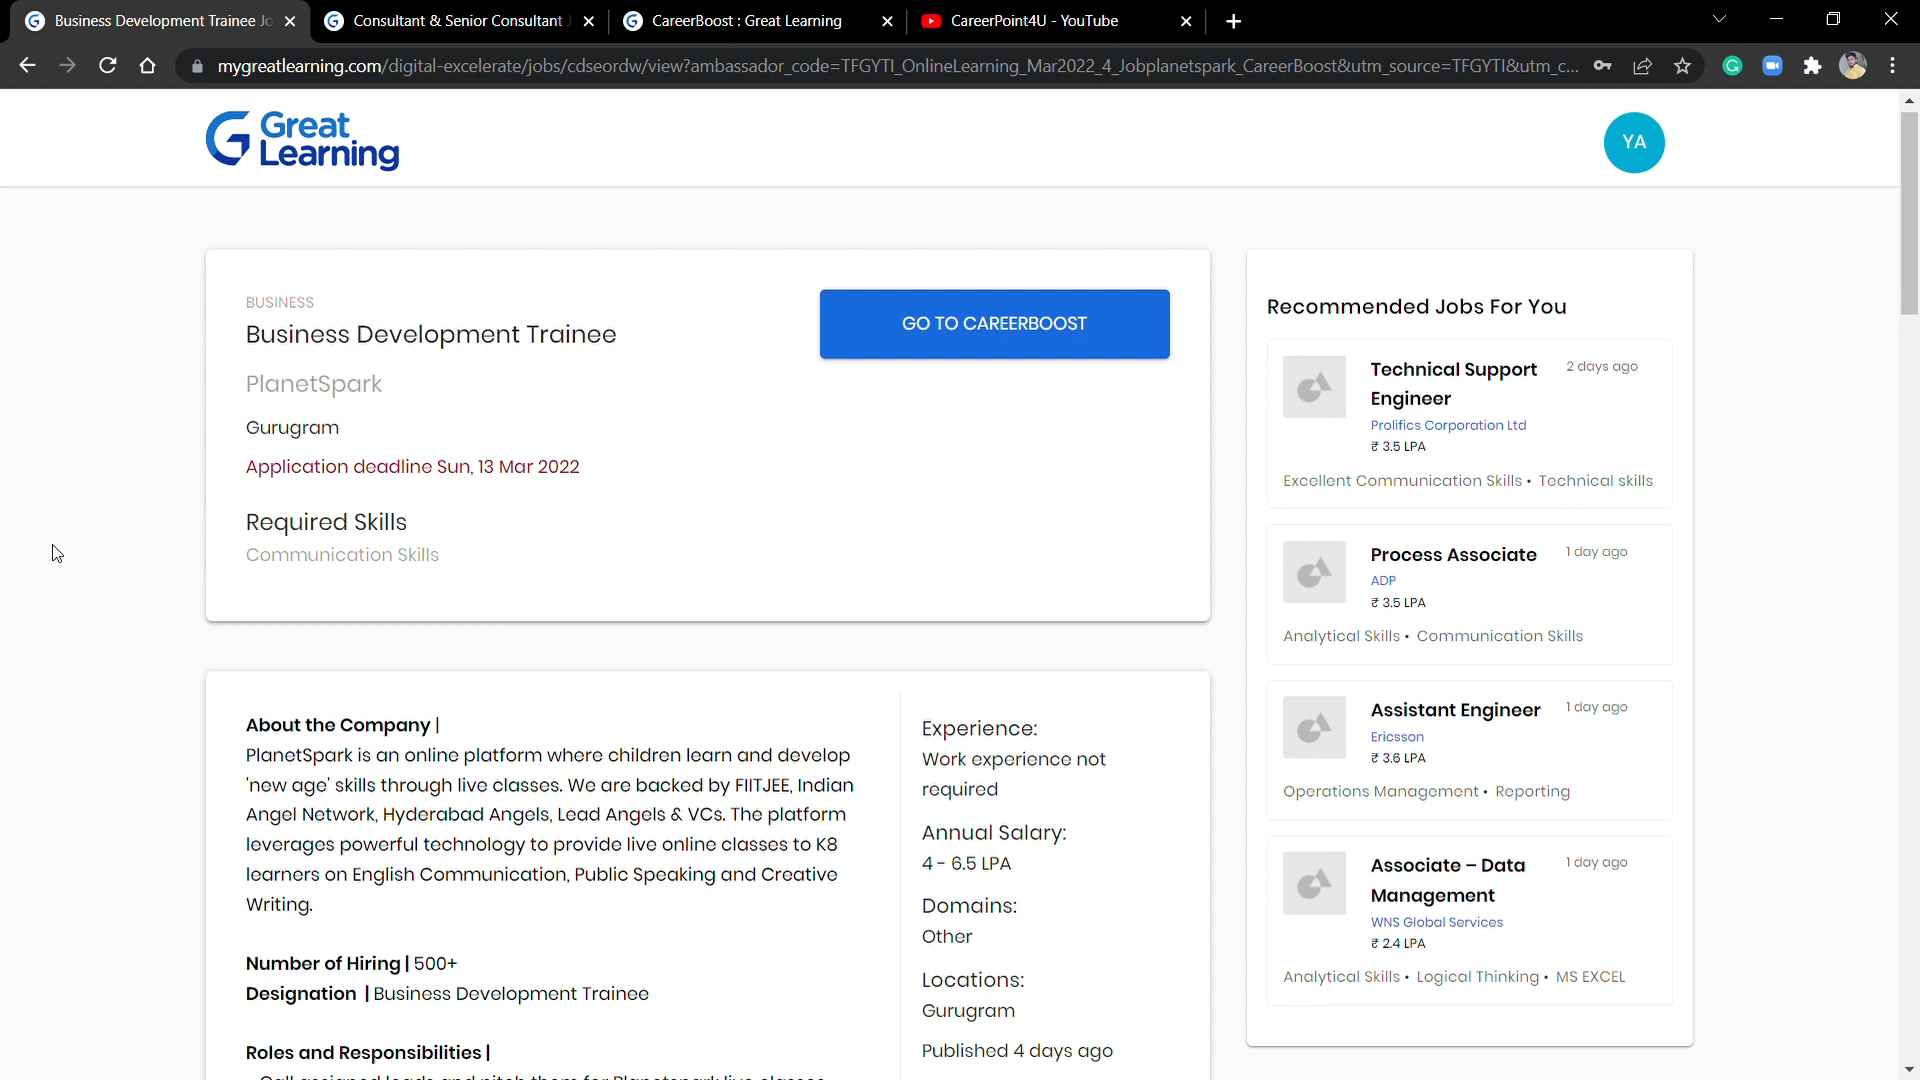 Business Development Trainee Jo
Consultant & Senior Consultant J
CareerBoost : Great Learning
CareerPoint4U - YouTube
mygreatlearning.com/digital-excelerate/jobs/cdseordw/view?ambassador_code=TFGYTI_OnlineLearning_Mar2022_4_Jobplanetspark_CareerBoost&utm_source=TFGYTI&utm_c...
Great
Learning
YA
BUSINESS
Business Development Trainee
PlanetSpark
Gurugram
Application deadline Sun, 13 Mar 2022
Required Skills
Communication Skills
GO TO CAREERBOOST
About the Company |
PlanetSpark is an online platform where children learn and develop
'new age' skills through live classes. We are backed by FIITJEE, Indian
Angel Network, Hyderabad Angels, Lead Angels & VCs. The platform
leverages powerful technology to provide live online classes to K8
learners on English Communication, Public Speaking and Creative
Writing.
Number of Hiring | 500+
Designation | Business Development Trainee
Roles and Responsibilities |
- Call assigned leads and pitch them for Planetspark live classes
Experience:
Work experience not
required
Annual Salary:
4 - 6.5 LPA
Domains:
Other
Locations:
Gurugram
Published 4 days ago
Recommended Jobs For You
Technical Support
Engineer
2 days ago
Prolifics Corporation Ltd
₹ 3.5 LPA
Excellent Communication Skills • Technical skills
Process Associate
1 day ago
ADP
₹ 3.5 LPA
Analytical Skills • Communication Skills
Assistant Engineer
1 day ago
Ericsson
₹ 3.6 LPA
Operations Management • Reporting
Associate – Data
Management
1 day ago
WNS Global Services
₹ 2.4 LPA
Analytical Skills • Logical Thinking • MS EXCEL